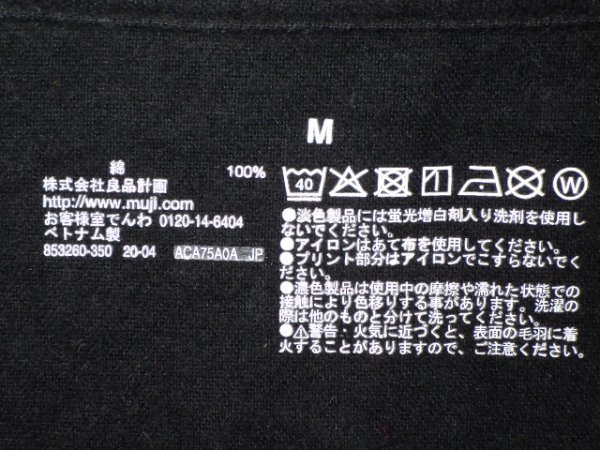 M
綿 100%
株式会社良品計画
http://www.muji.com
お客様室でんわ 0120-14-6404
ベトナム製
853260-350 20-04 ACA75A0A JP
40
W
●淡色製品には蛍光増白剤入り洗剤を使用し
ないでください。
●アイロンはあて布を使用してください。
●プリント部分はアイロンでこすらないでく
ださい。
●濃色製品は使用中の摩擦や濡れた状態での
接触により色移りする事があります。洗濯の
際は他のものと分けて洗ってください。
●⚠警告・火気に近づくと、表面の毛羽に着
火することがありますので、ご注意ください。